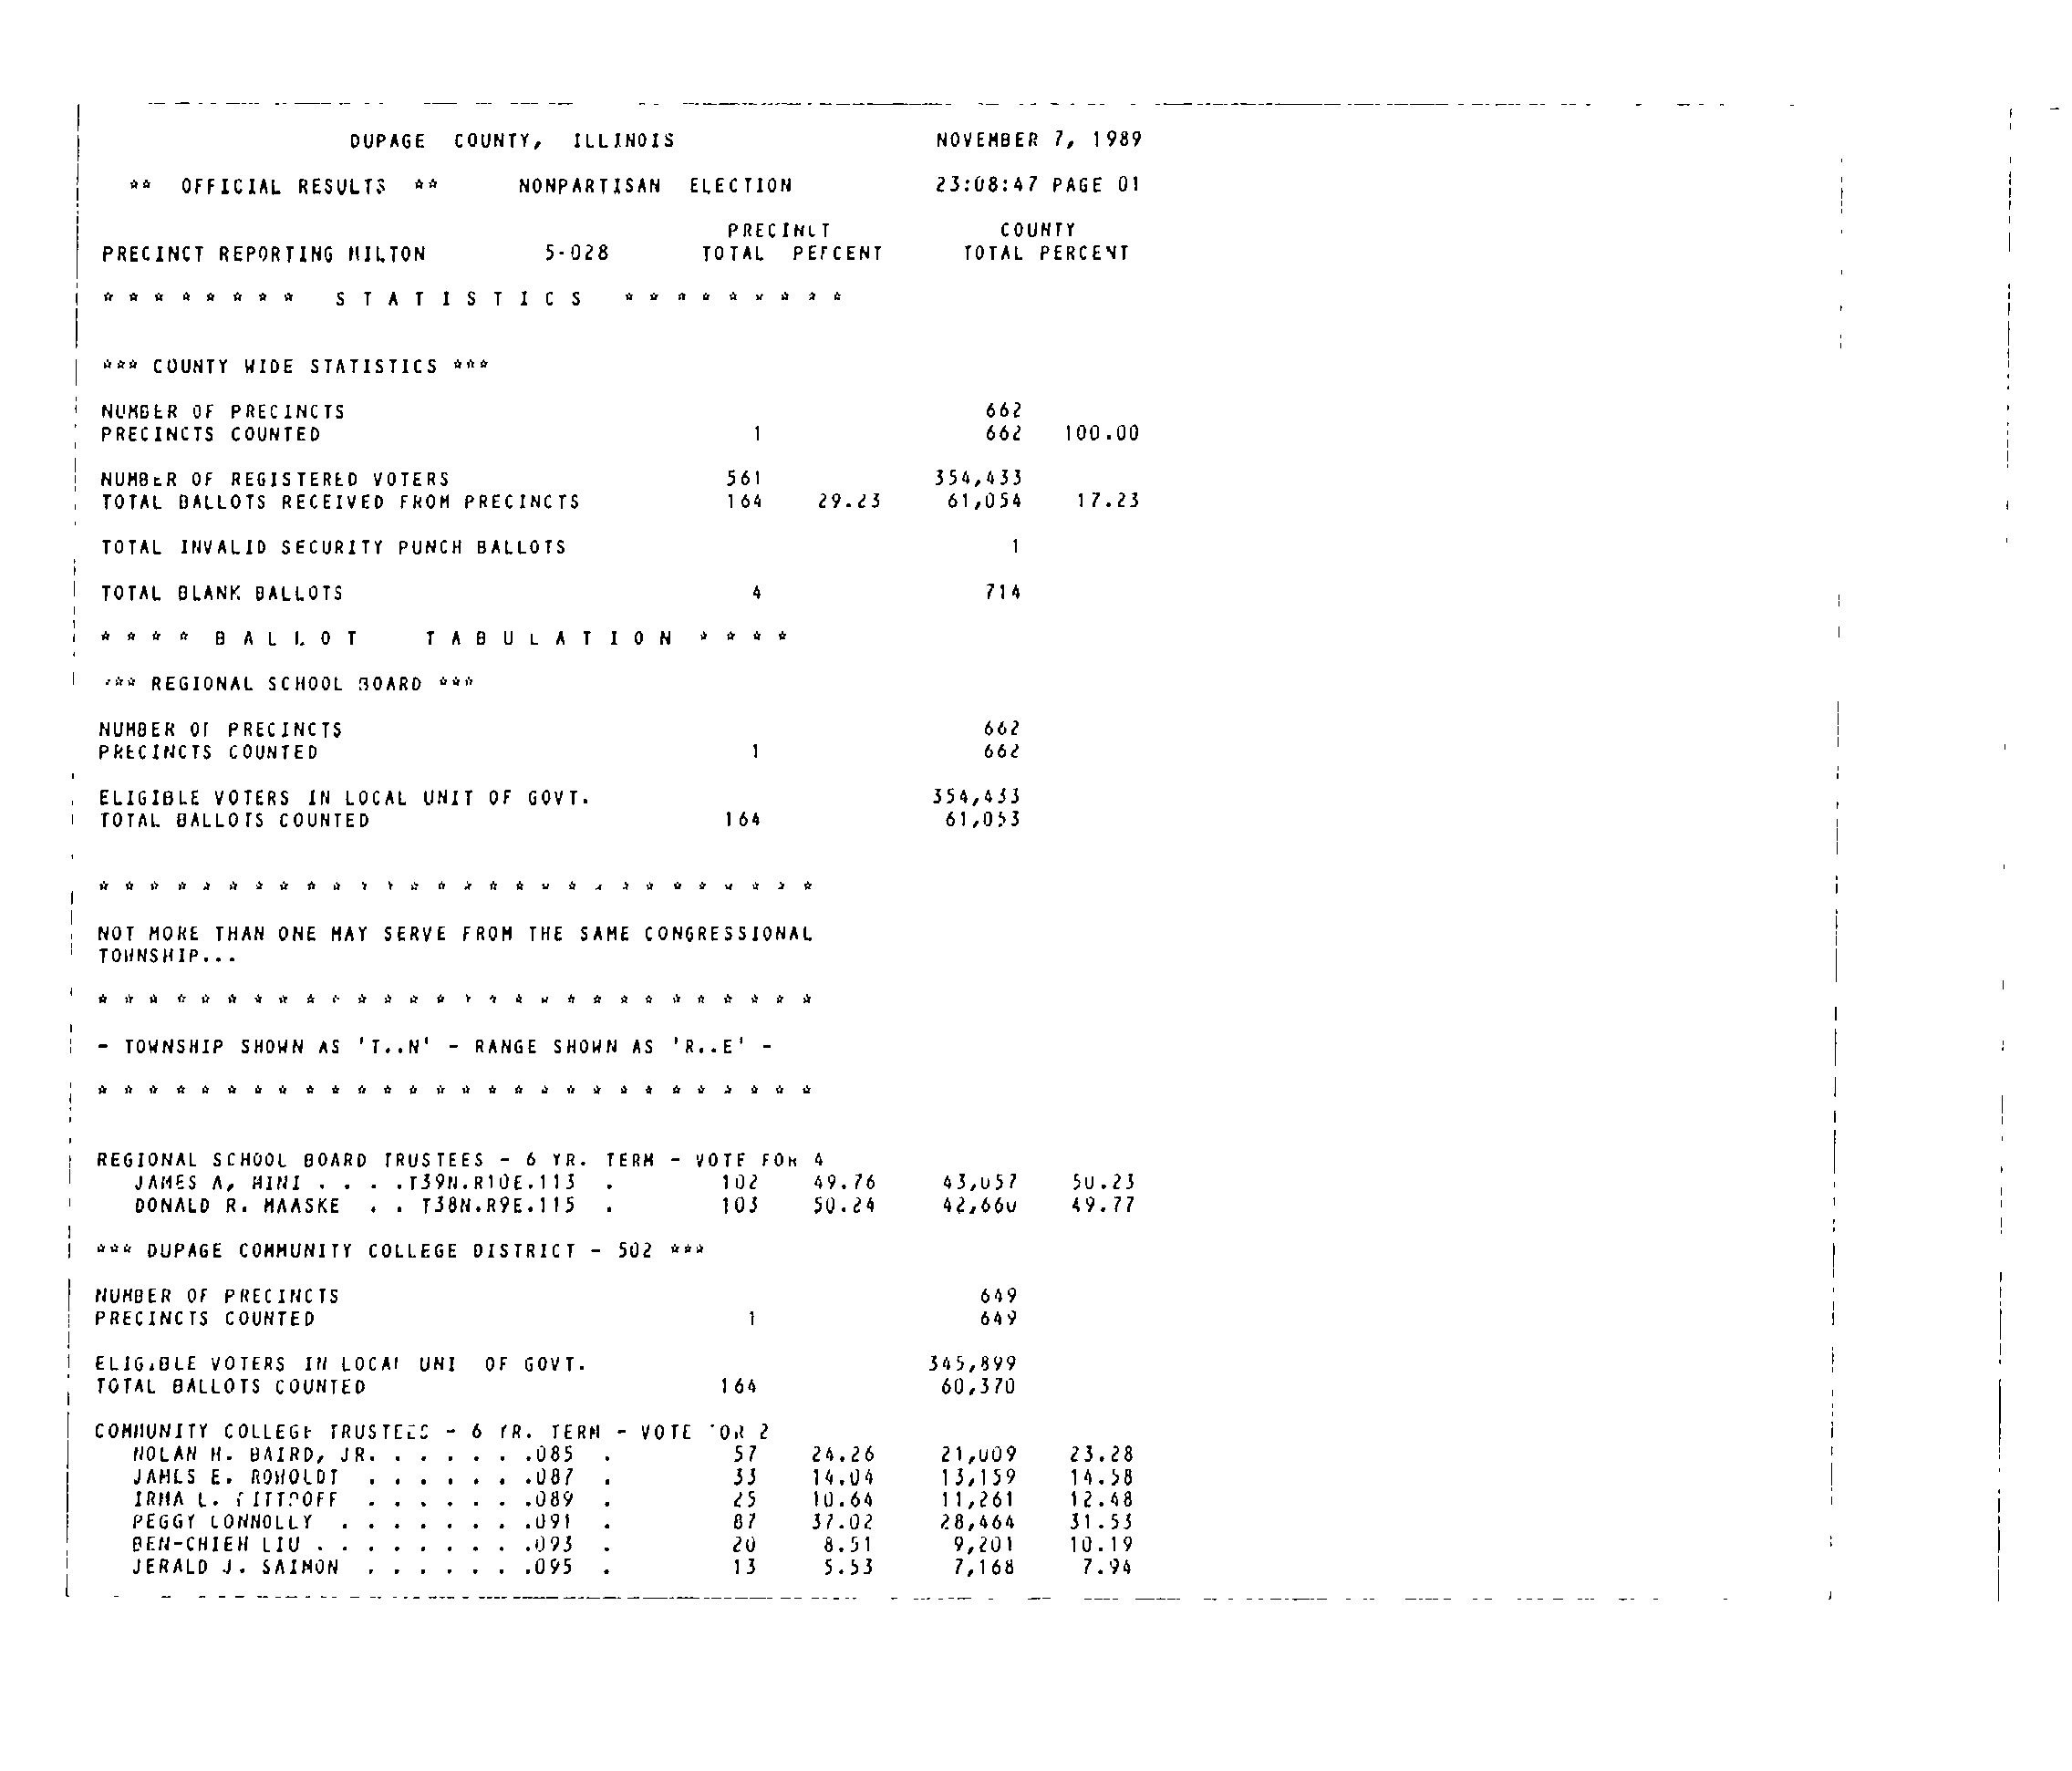 DUPAGE COUNTY, ILLINOIS NOVEMBER 7, 1989
** OFFICIAL RESULTS ** NONPARTISAN ELECTION 23:08:47 PAGE 01
PRECINCT COUNTY
PRECINCT REPORTING MILTON 5-028 TOTAL PERCENT TOTAL PERCENT
* * * * * * * * S T A T I S T I C S * * * * * * * * *
*** COUNTY WIDE STATISTICS ***
NUMBER OF PRECINCTS 662
PRECINCTS COUNTED 1 662 100.00
NUMBER OF REGISTERED VOTERS 561 354,433
TOTAL BALLOTS RECEIVED FROM PRECINCTS 164 29.23 61,054 17.23
TOTAL INVALID SECURITY PUNCH BALLOTS 1
TOTAL BLANK BALLOTS 4 714
* * * * B A L L O T T A B U L A T I O N * * * *
*** REGIONAL SCHOOL BOARD ***
NUMBER OF PRECINCTS 662
PRECINCTS COUNTED 1 662
ELIGIBLE VOTERS IN LOCAL UNIT OF GOVT. 354,433
TOTAL BALLOTS COUNTED 164 61,053
* * * * * * * * * * * * * * * * * * * * * * * * * * * *
NOT MORE THAN ONE MAY SERVE FROM THE SAME CONGRESSIONAL
TOWNSHIP...
* * * * * * * * * * * * * * * * * * * * * * * * * * * *
- TOWNSHIP SHOWN AS 'T..N' - RANGE SHOWN AS 'R..E' -
* * * * * * * * * * * * * * * * * * * * * * * * * * * *
REGIONAL SCHOOL BOARD TRUSTEES - 6 YR. TERM - VOTE FOR 4
JAMES A. . . . .T39N.R10E.113 . 102 49.76 43,057 50.23
DONALD R. MAASKE . . T38N.R9E.115 . 103 50.24 42,660 49.77
*** DUPAGE COMMUNITY COLLEGE DISTRICT - 502 ***
NUMBER OF PRECINCTS 649
PRECINCTS COUNTED 1 649
ELIGIBLE VOTERS IN LOCAL UNI OF GOVT. 345,899
TOTAL BALLOTS COUNTED 164 60,370
COMMUNITY COLLEGE TRUSTEES - 6 YR. TERM - VOTE FOR 2
NOLAN H. BAIRD, JR. . . . . . .085 . 57 24.26 21,009 23.28
JAMES E. ROWOLDT . . . . . . .087 . 33 14.04 13,159 14.58
IRMA L. . . . . . . .089 . 25 10.64 11,261 12.48
PEGGY CONNOLLY . . . . . . . .091 . 87 37.02 28,464 31.53
BEN-CHIEH LIU . . . . . . . . .093 . 20 8.51 9,201 10.19
JERALD J. SAIMON . . . . . . .095 . 13 5.53 7,168 7.94